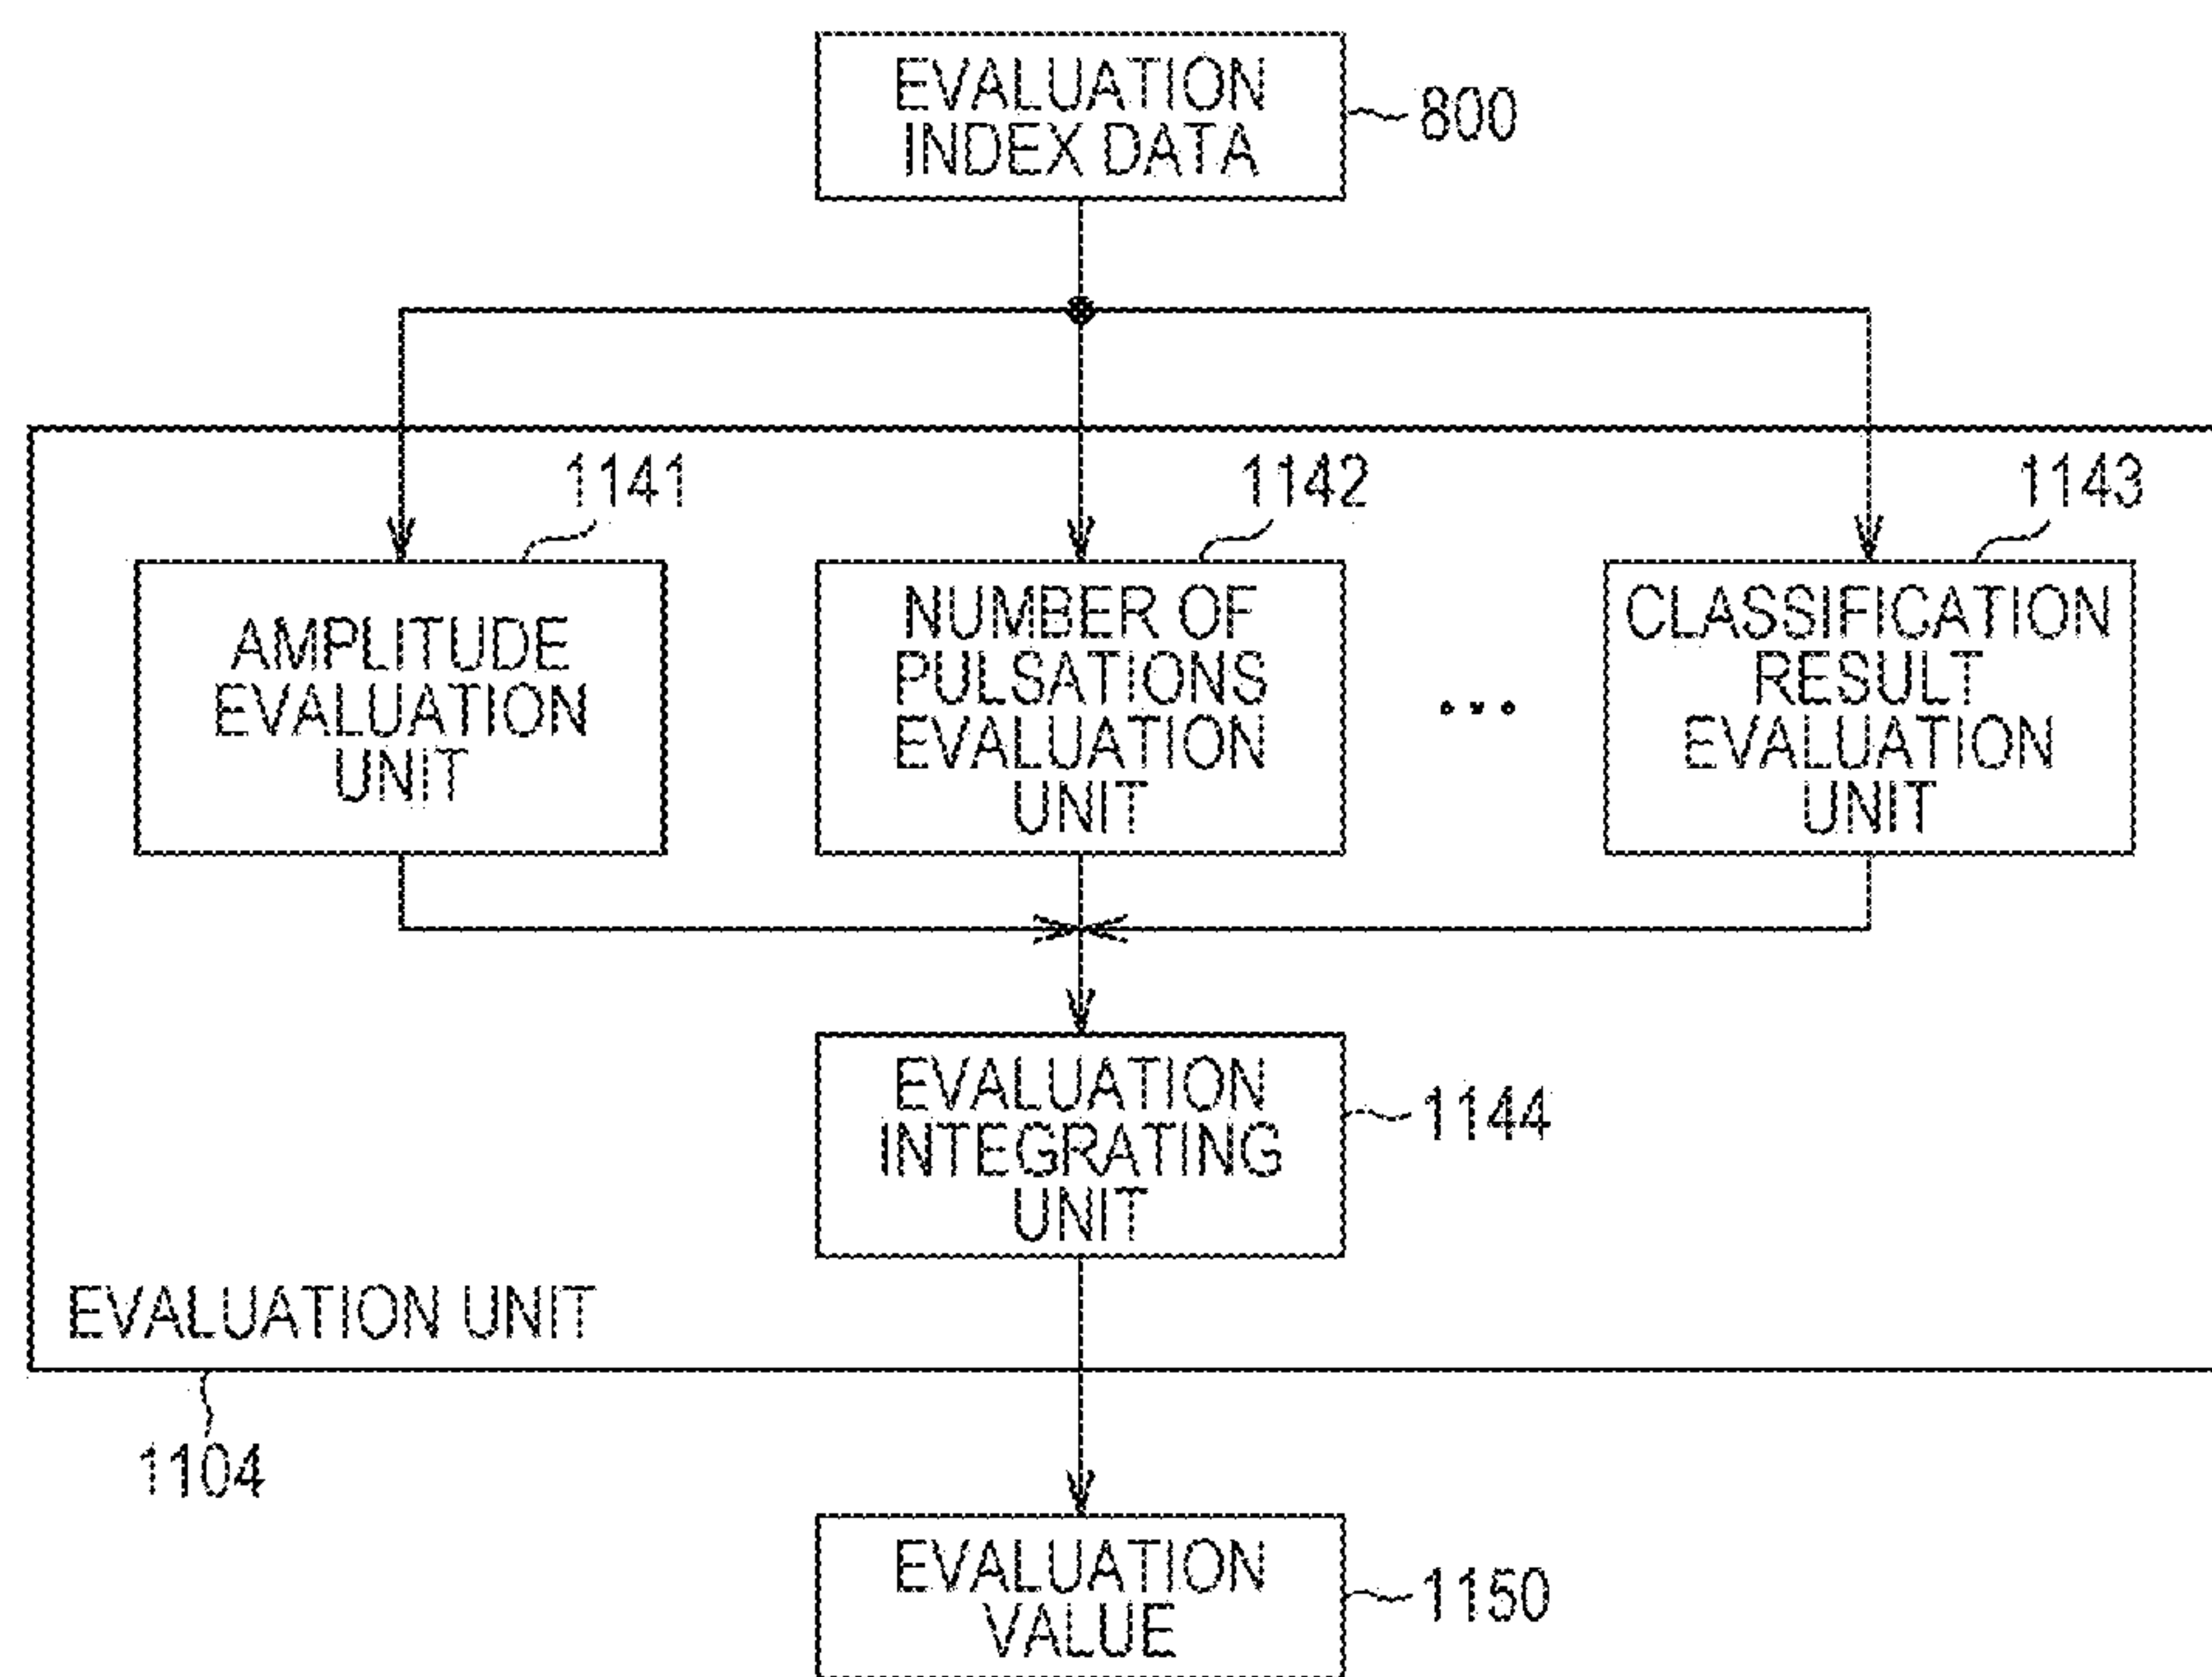 EVALUATION
INDEX DATA
800
1141
1142
1143
AMPLITUDE
EVALUATION
UNIT
NUMBER OF
PULSATIONS
EVALUATION
UNIT
...
CLASSIFICATION
RESULT
EVALUATION
UNIT
EVALUATION
INTEGRATING
UNIT
1144
EVALUATION UNIT
1104
EVALUATION
VALUE
1150